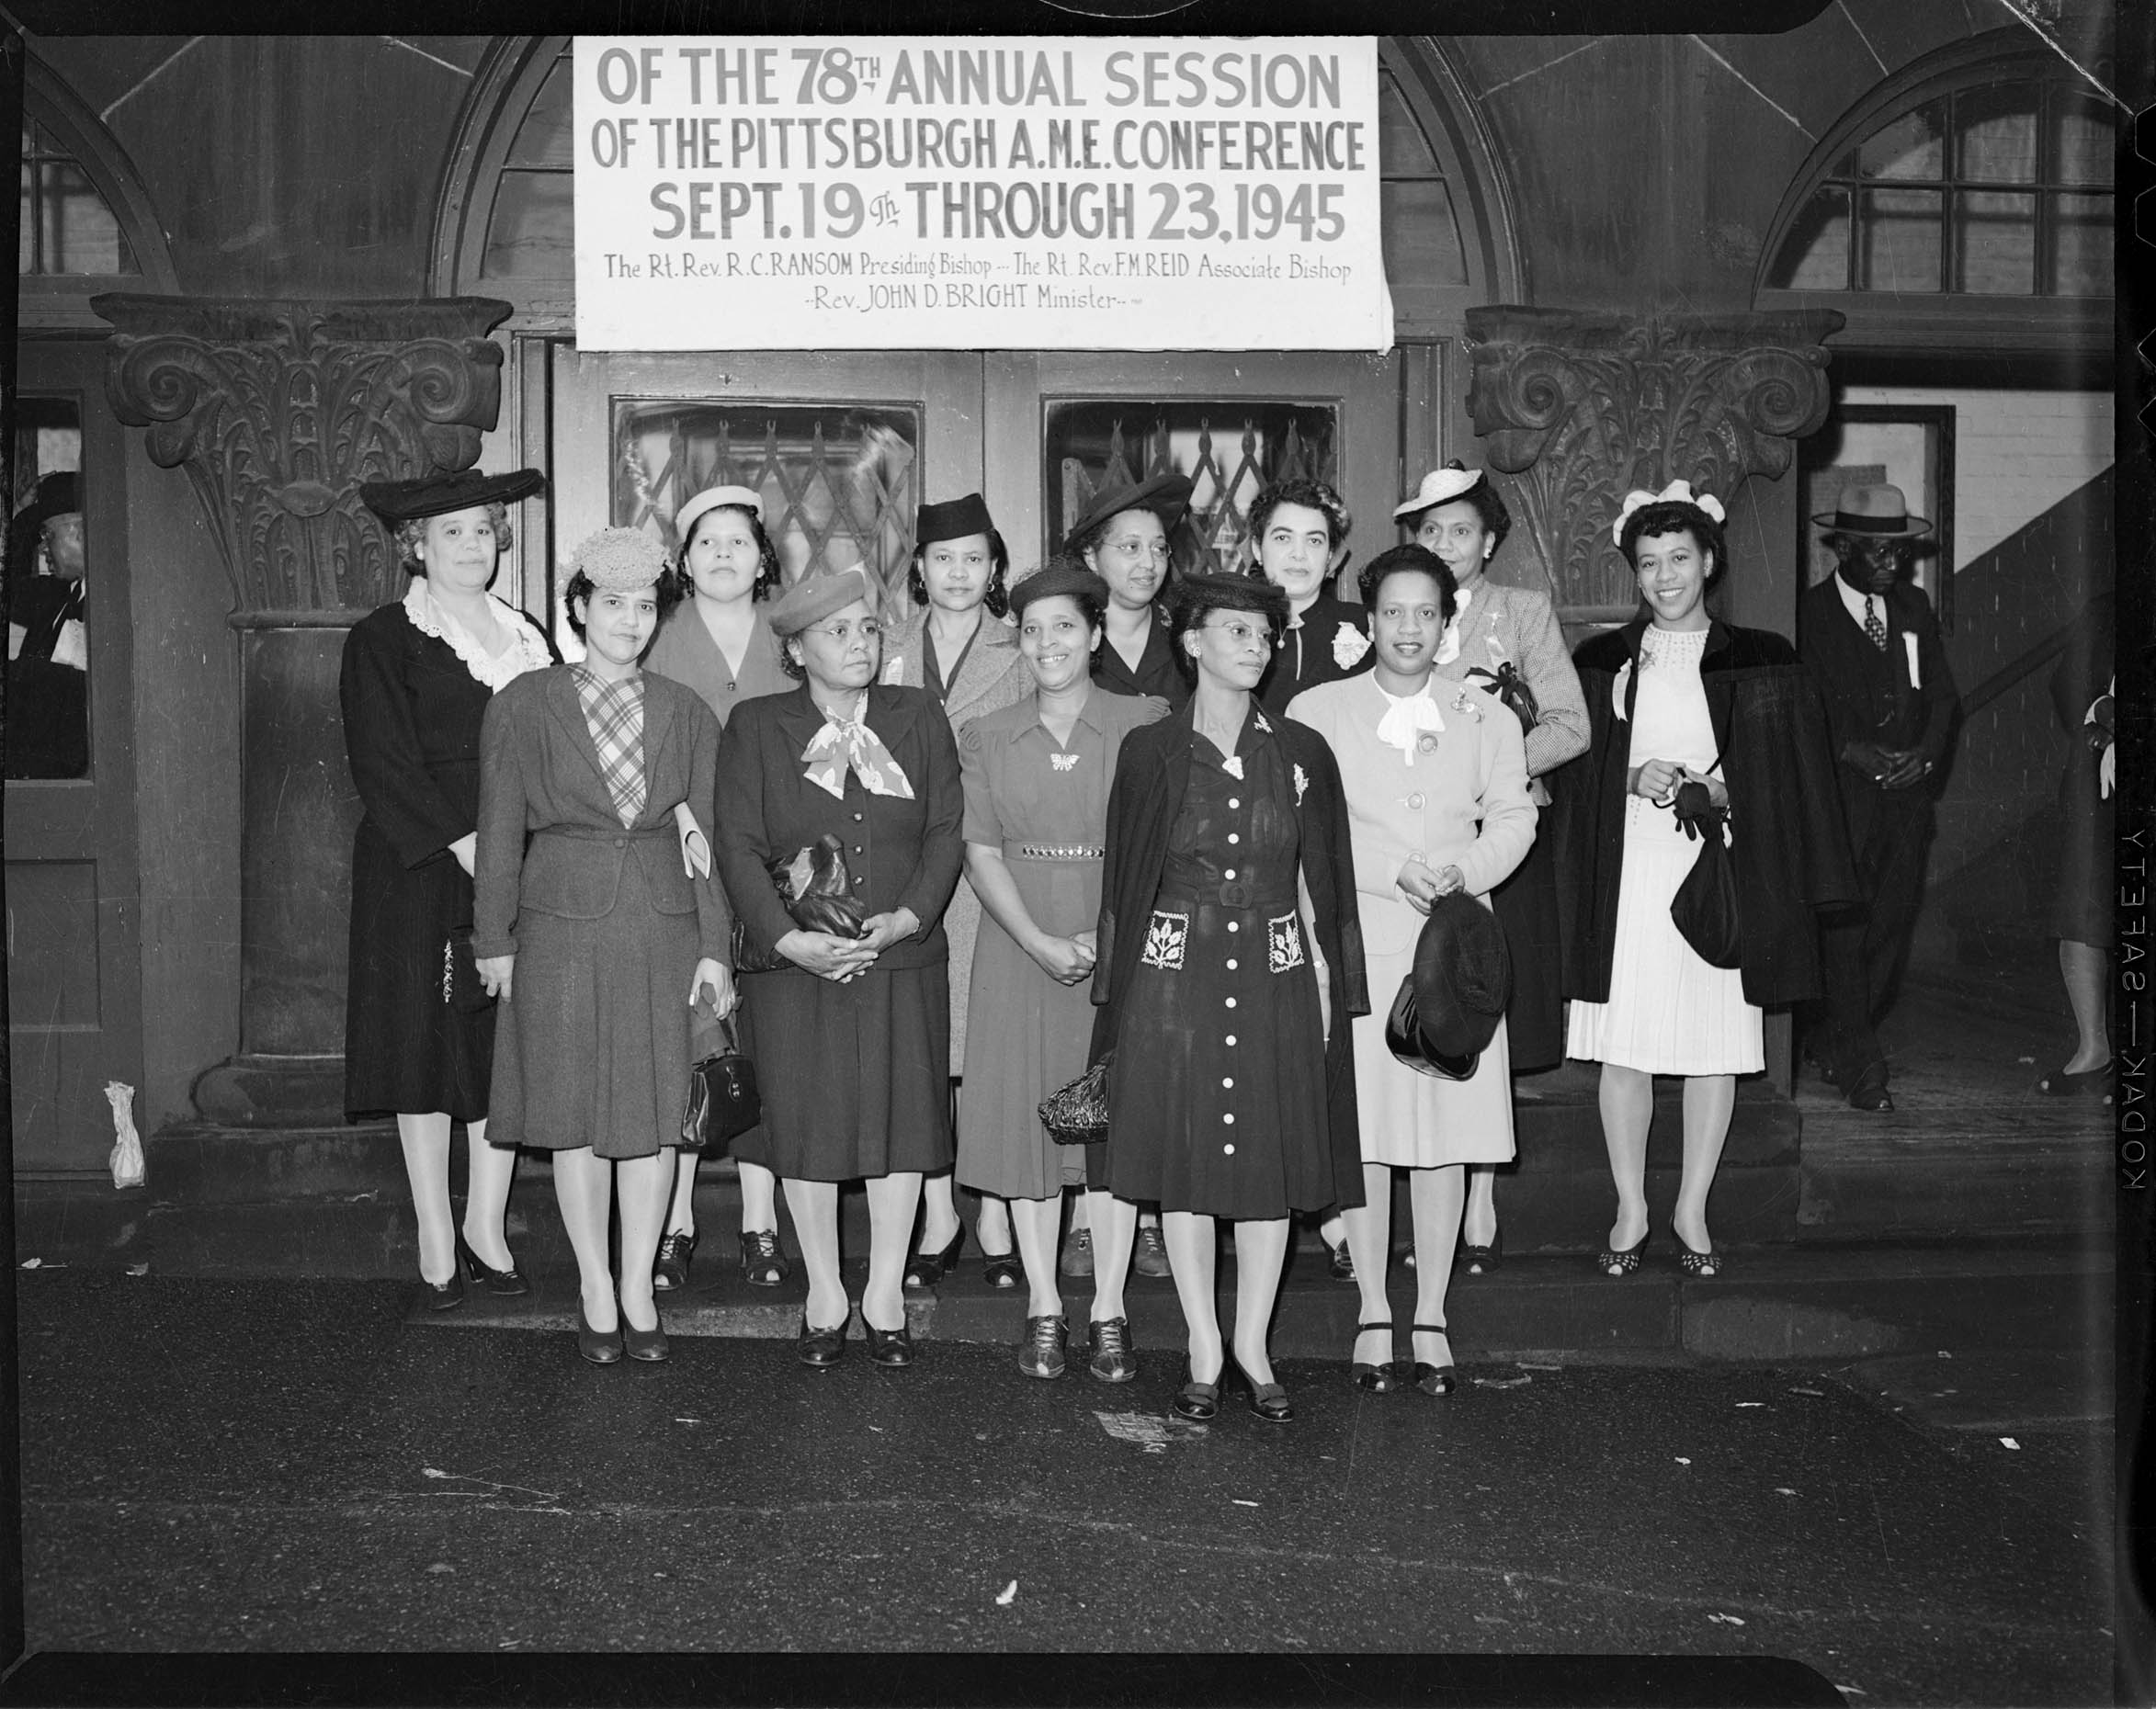 OF THE 78TH ANNUAL SESSION
OF THE PITTSBURGH A.M.E. CONFERENCE
SEPT. 19Th THROUGH 23, 1945
The Rt. Rev. R.C. RANSOM Presiding Bishop -- The Rt. Rev. F.M. REID Associate Bishop
--Rev. JOHN D. BRIGHT Minister--
KODAK — SAFETY